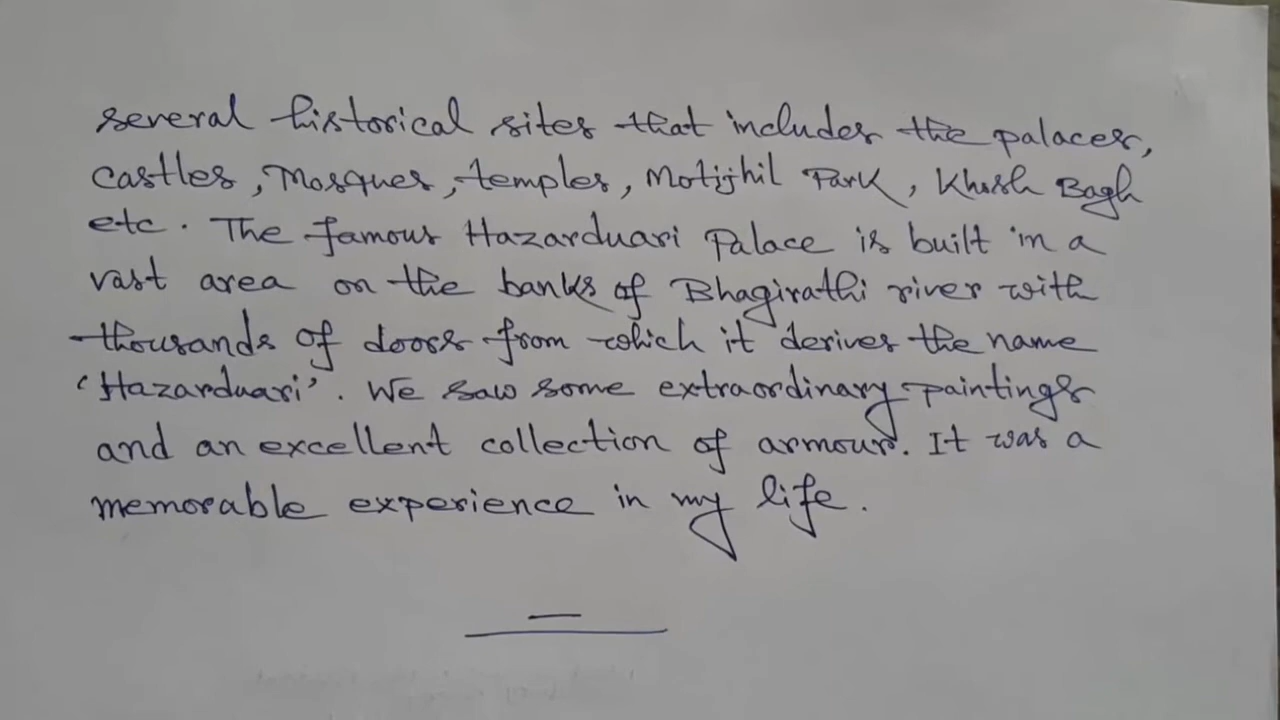 several historical sites that includes the palaces,
castles, Mosques, temples, Motijhil Park, Khosh Bagh
etc. The famous Hazarduari Palace is built in a
vast area on the banks of Bhagirathi river with
thousands of doors from which it derives the name
'Hazarduari'. We saw some extraordinary paintings
and an excellent collection of armour. It was a
memorable experience in my life.